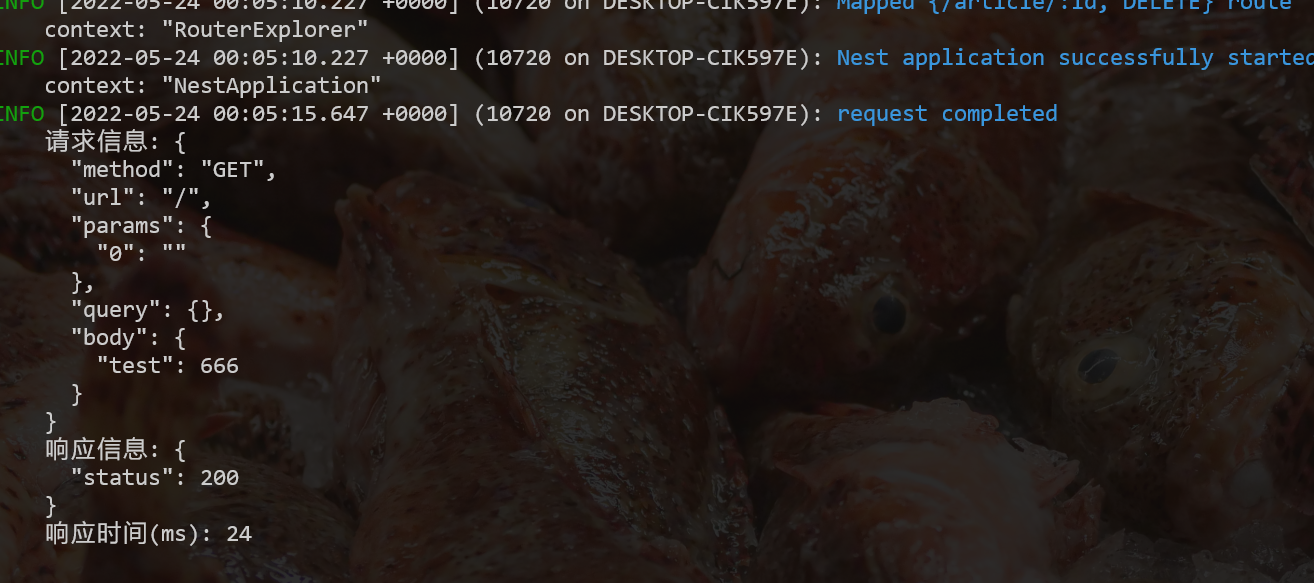 INFO [2022-05-24 00:05:10.227 +0000] (10720 on DESKTOP-CIK597E): Mapped {/article/:id, DELETE} route
context: "RouterExplorer"
INFO [2022-05-24 00:05:10.227 +0000] (10720 on DESKTOP-CIK597E): Nest application successfully started
context: "NestApplication"
INFO [2022-05-24 00:05:15.647 +0000] (10720 on DESKTOP-CIK597E): request completed
请求信息: {
"method": "GET",
"url": "/",
"params": {
"0": ""
},
"query": {},
"body": {
"test": 666
}
}
响应信息: {
"status": 200
}
响应时间(ms): 24